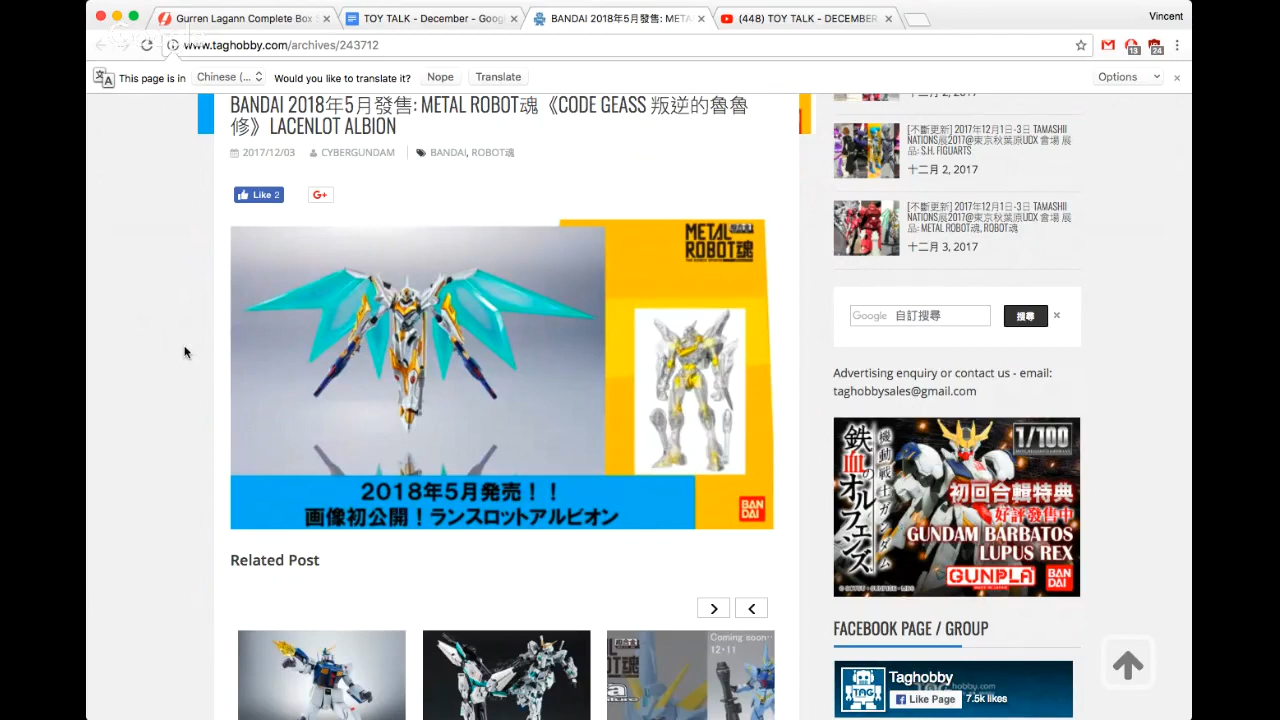 Gurren Lagann Complete Box S
TOY TALK - December - Goog
BANDAI 2018年5月發售: META
(448) TOY TALK - DECEMBER
Vincent
www.taghobby.com/archives/243712
13
24
This page is in
Chinese (...
Would you like to translate it?
Nope
Translate
Options
BANDAI 2018年5月發售: METAL ROBOT魂《CODE GEASS 叛逆的魯魯
修》LACENLOT ALBION
2017/12/03
CYBERGUNDAM
BANDAI, ROBOT魂
Like 2
G+
METAL
ROBOT魂
2018年5月発売！！
画像初公開！ランスロットアルビオン
BAN
DAI
Related Post
Coming soon…
12・11
十二月 2, 2017
[不斷更新] 2017年12月1日-3日 TAMASHII
NATIONS展2017@東京秋葉原UDX 會場 展
品: S.H. FIGUARTS
十二月 2, 2017
[不斷更新] 2017年12月1日-3日 TAMASHII
NATIONS展2017@東京秋葉原UDX 會場 展
品: METAL ROBOT魂, ROBOT魂
十二月 3, 2017
Google 自訂搜尋
搜尋
Advertising enquiry or contact us - email:
taghobbysales@gmail.com
機動戦士ガンダム
鉄血のオルフェンズ
1/100
初回合輯特典
好評發售中
GUNDAM BARBATOS
LUPUS REX
GUNPLA
BAN
DAI
FACEBOOK PAGE / GROUP
TAG
Taghobby
Like Page
7.5k likes